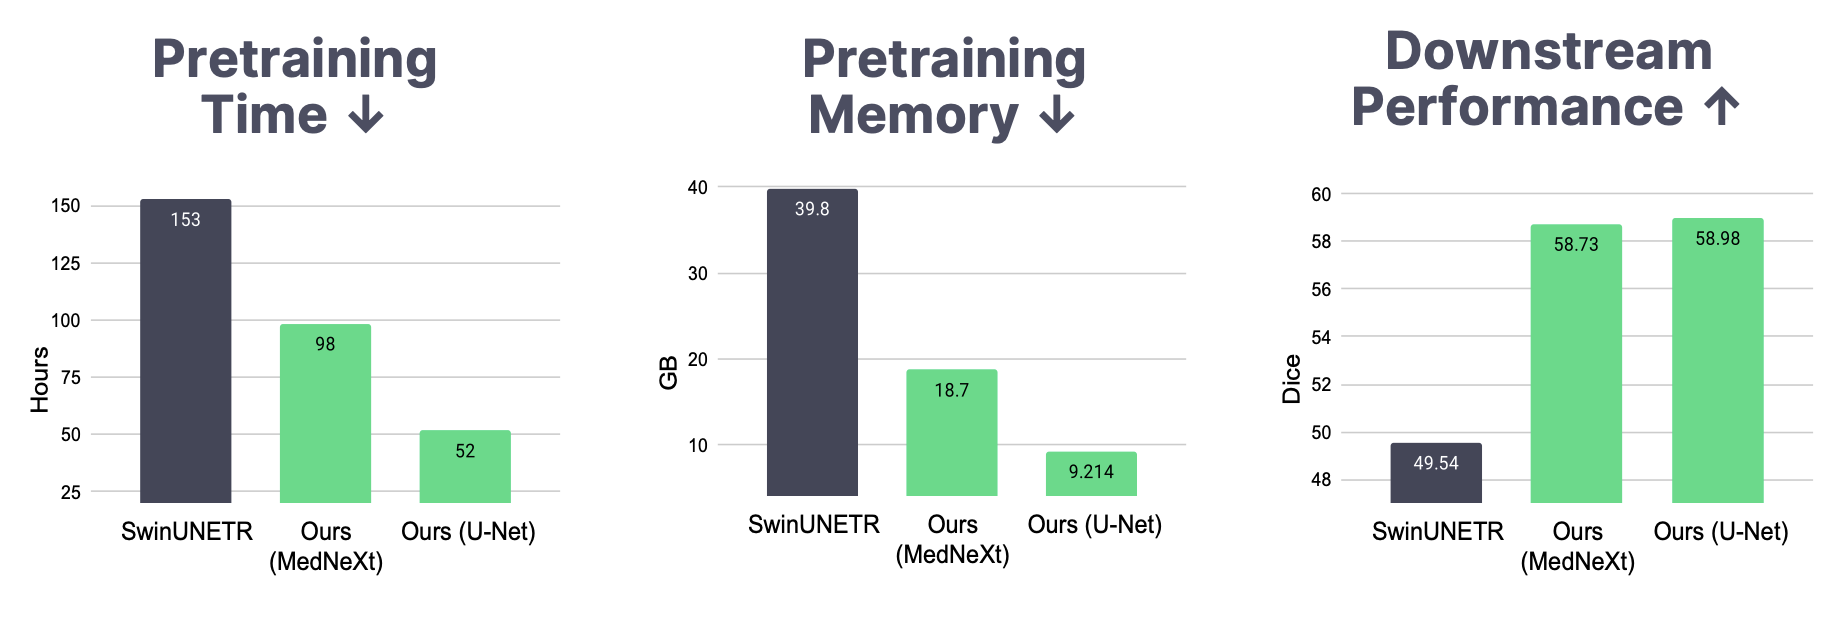 Pretraining
Time ↓
150
125
100
75
50
25
Hours
153
98
52
SwinUNETR
Ours
(MedNeXt)
Ours (U-Net)
Pretraining
Memory ↓
40
30
20
10
GB
39.8
18.7
9.214
SwinUNETR
Ours
(MedNeXt)
Ours (U-Net)
Downstream
Performance ↑
60
58
56
54
52
50
48
Dice
49.54
58.73
58.98
SwinUNETR
Ours
(MedNeXt)
Ours (U-Net)